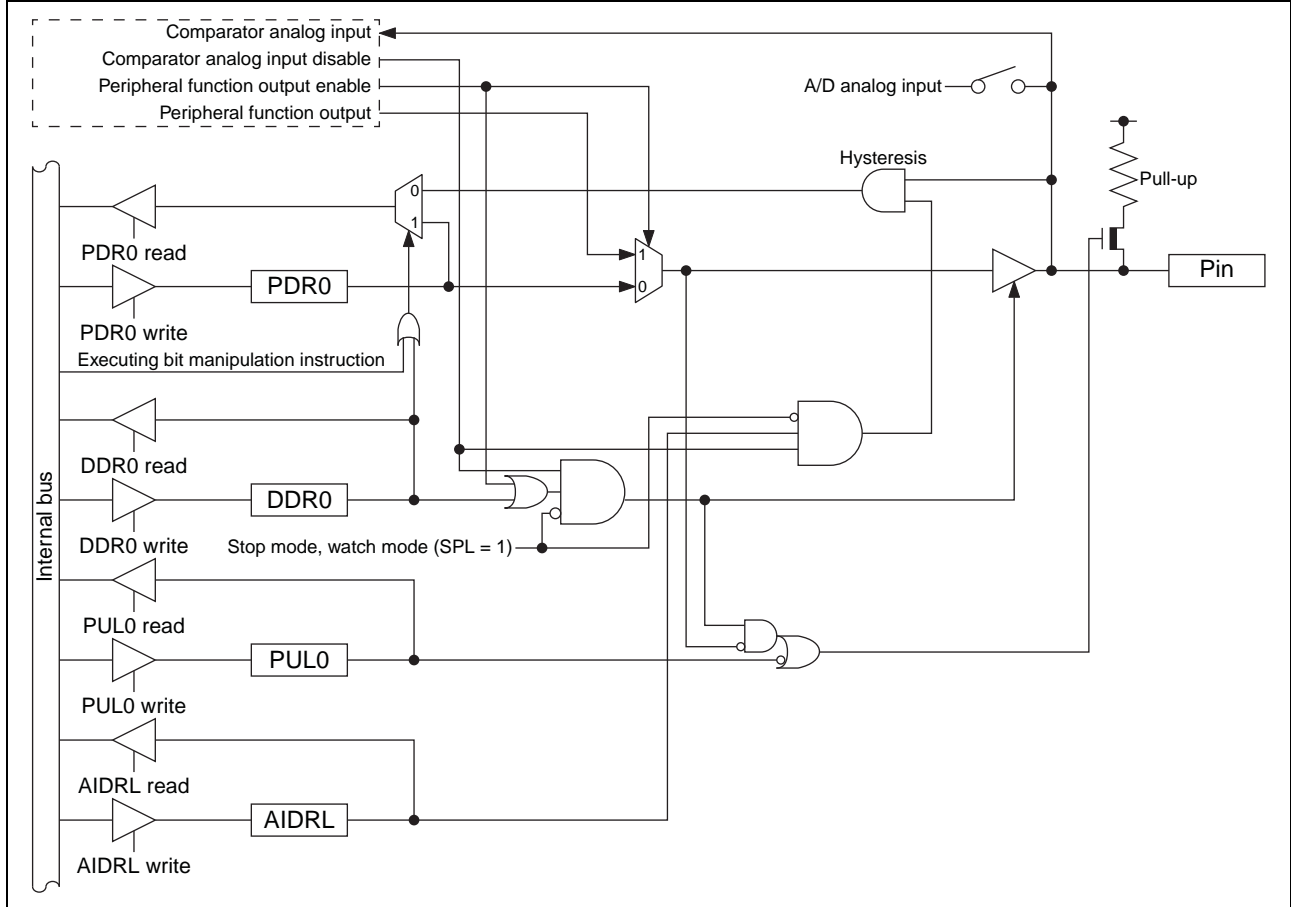 Comparator analog input
Comparator analog input disable
Peripheral function output enable
Peripheral function output
A/D analog input
Hysteresis
Pull-up
0
1
PDR0 read
1
0
PDR0
Pin
PDR0 write
Executing bit manipulation instruction
DDR0 read
DDR0
DDR0 write
Stop mode, watch mode (SPL = 1)
Internal bus
PUL0 read
PUL0
PUL0 write
AIDRL read
AIDRL
AIDRL write